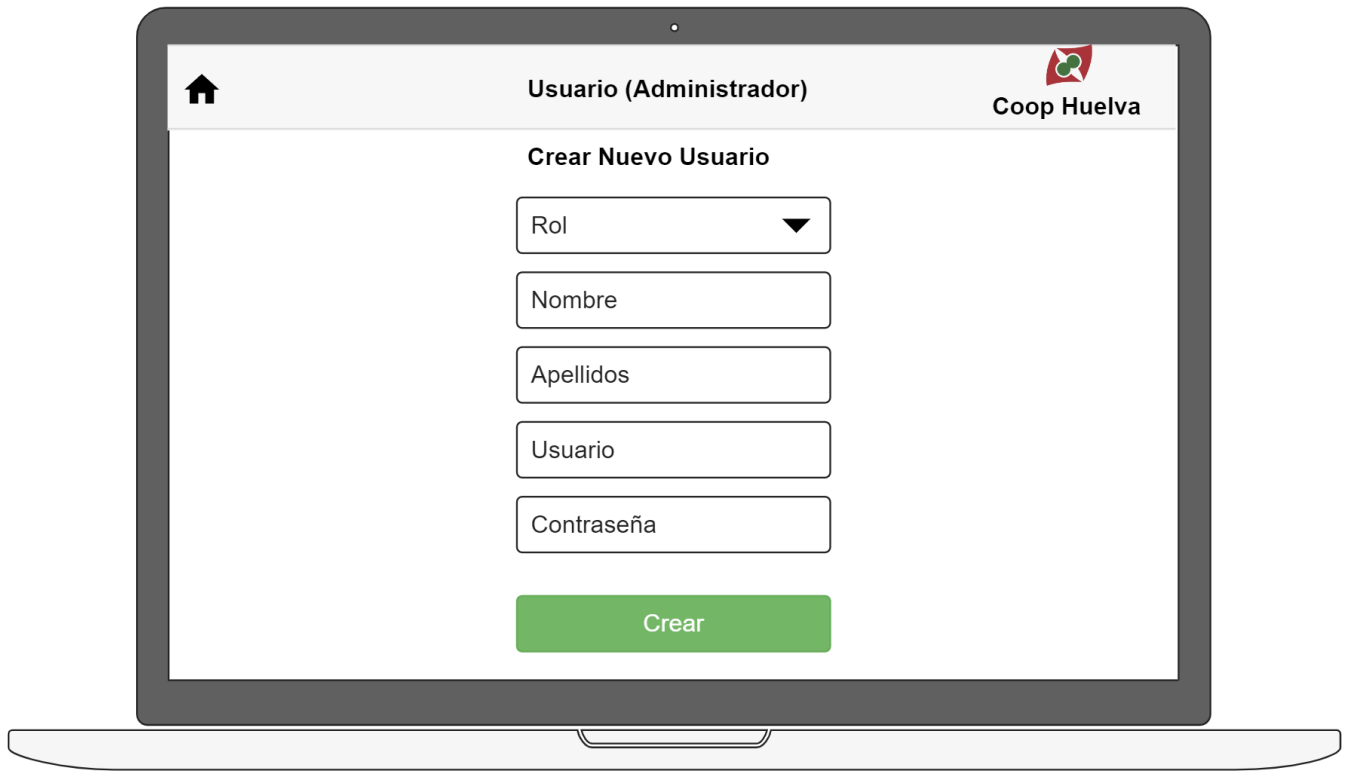 Usuario (Administrador)
Coop Huelva
Crear Nuevo Usuario
Rol
Nombre
Apellidos
Usuario
Contraseña
Crear